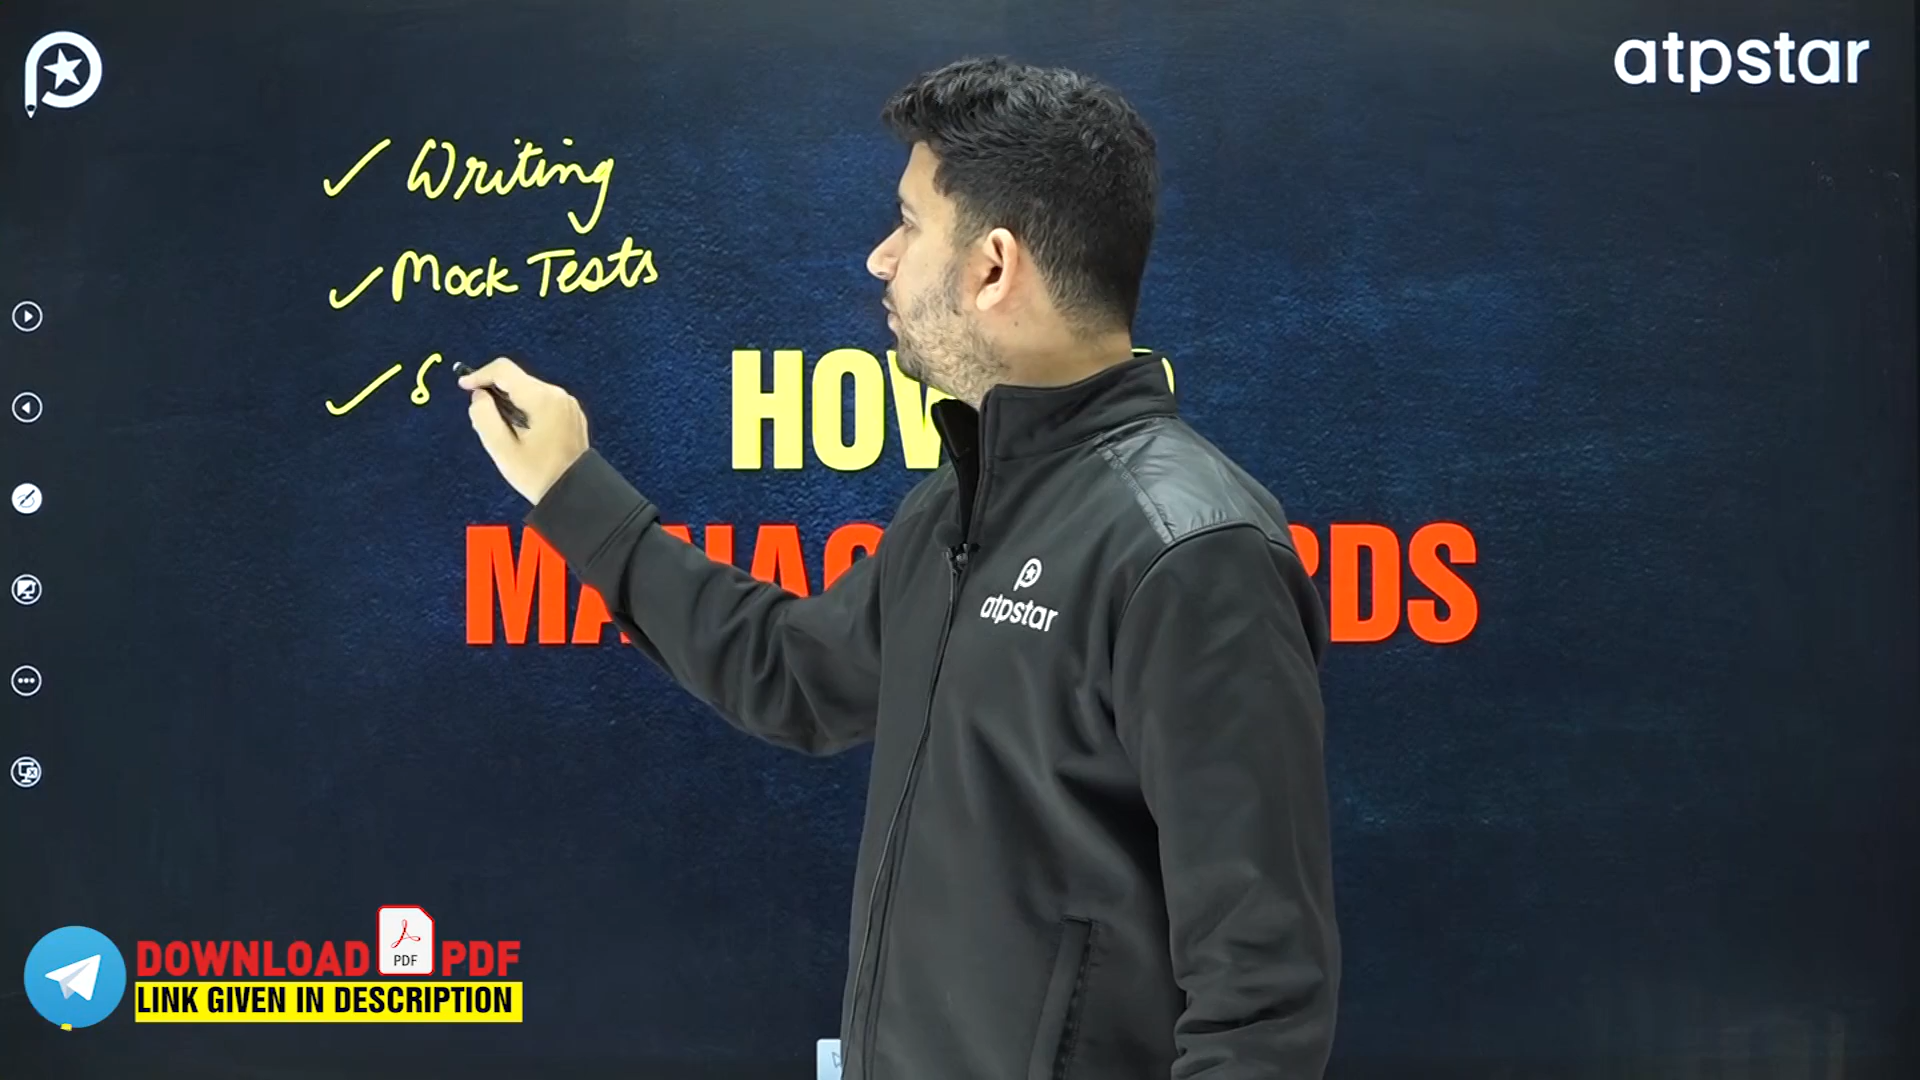 atpstar
Writing
Mock Tests
HOW
DS
atpstar
DOWNLOAD PDF PDF
LINK GIVEN IN DESCRIPTION